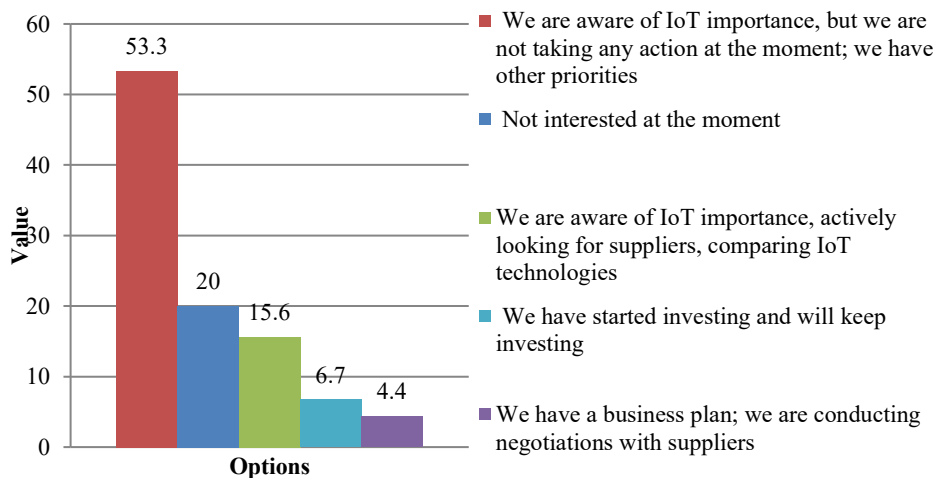 60
50
40
30
20
10
0
Value
53.3
20
15.6
6.7
4.4
Options
We are aware of IoT importance, but we are
not taking any action at the moment; we have
other priorities
Not interested at the moment
We are aware of IoT importance, actively
looking for suppliers, comparing IoT
technologies
We have started investing and will keep
investing
We have a business plan; we are conducting
negotiations with suppliers